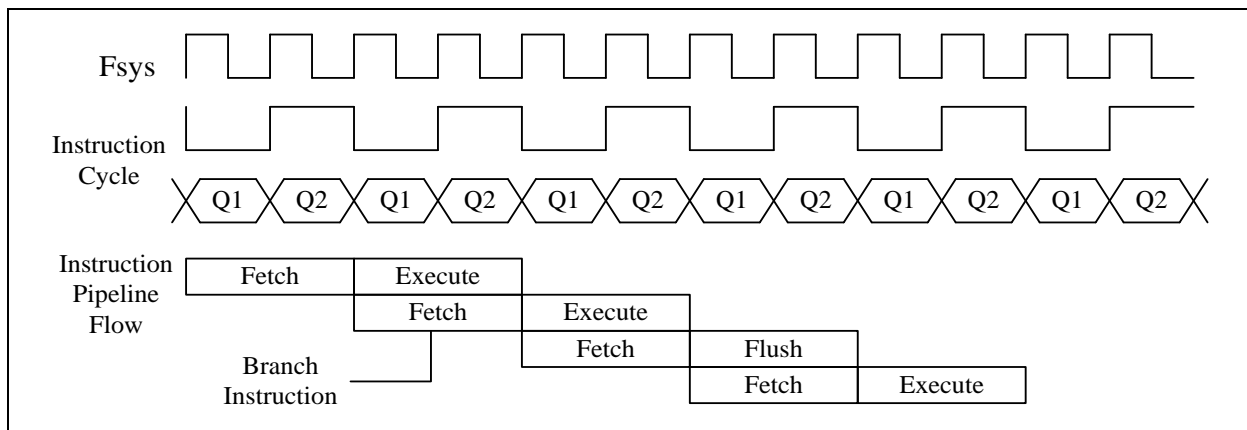 Fsys
Instruction
Cycle
Q1 Q2 Q1 Q2 Q1 Q2 Q1 Q2 Q1 Q2 Q1 Q2
Instruction
Pipeline
Flow
Fetch Execute
Fetch Execute
Fetch Flush
Fetch Execute
Branch
Instruction